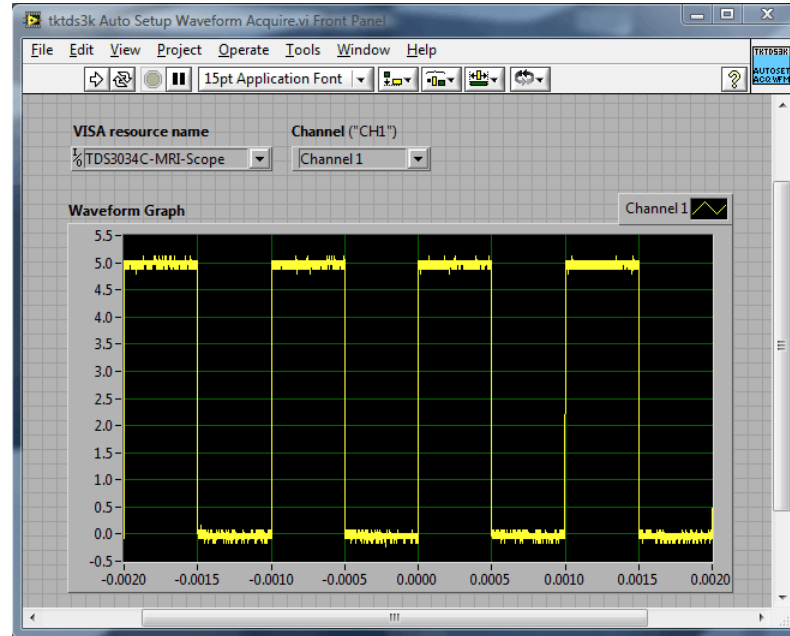 tktds3k Auto Setup Waveform Acquire.vi Front Panel
File Edit View Project Operate Tools Window Help
15pt Application Font
TKTDS3K
AUTOSET
ACQ WFM
VISA resource name
Channel ("CH1")
TDS3034C-MRI-Scope
Channel 1
Waveform Graph
Channel 1
5.5
5.0
4.5
4.0
3.5
3.0
2.5
2.0
1.5
1.0
0.5
0.0
-0.5
-0.0020 -0.0015 -0.0010 -0.0005 0.0000 0.0005 0.0010 0.0015 0.0020